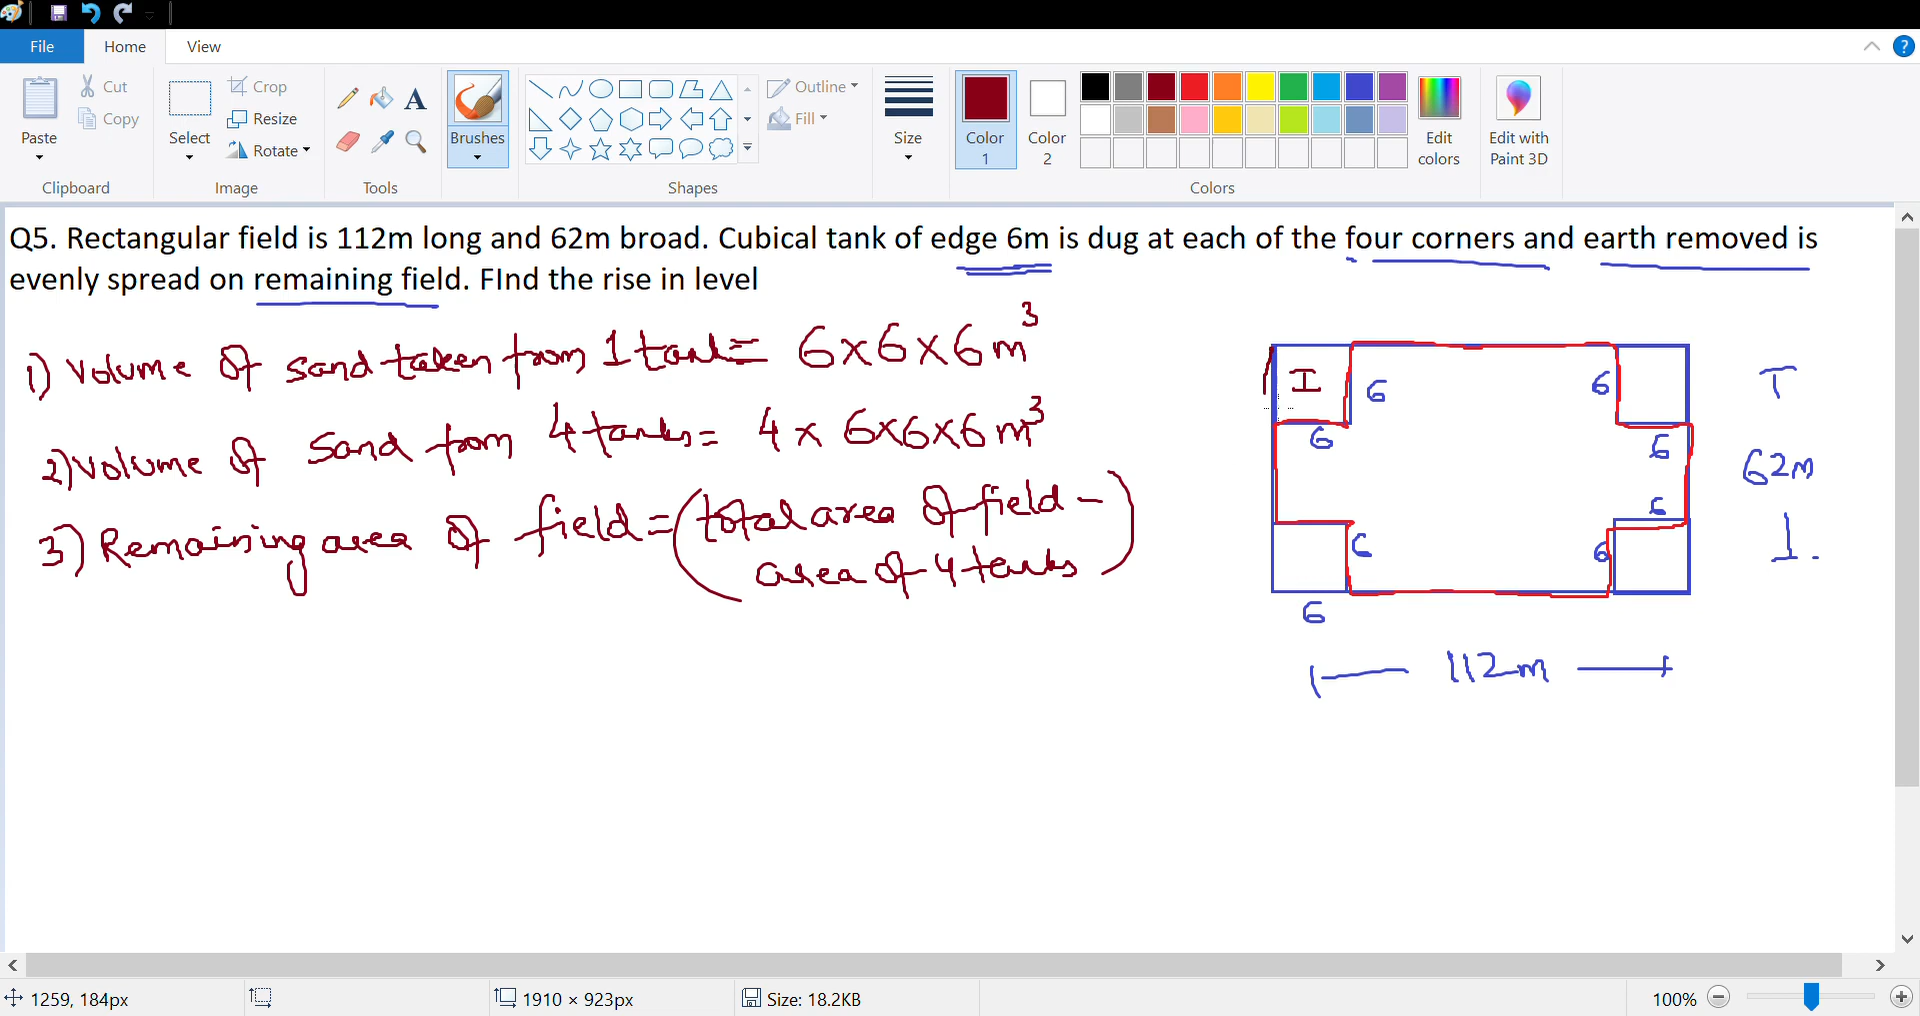 File Home View
Paste
Cut
Copy
Clipboard
Select
Crop
Resize
Rotate
Image
Tools
Brushes
Outline
Fill
Shapes
Size
Color 1
Color 2
Edit colors
Colors
Edit with Paint 3D
Q5. Rectangular field is 112m long and 62m broad. Cubical tank of edge 6m is dug at each of the four corners and earth removed is
evenly spread on remaining field. FInd the rise in level
1) Volume of sand taken from 1 tank = 6×6×6 m³
2) Volume of sand from 4 tanks = 4 × 6×6×6 m³
3) Remaining area of field = (total area of field -
area of 4 tanks)
I 6 6
6 6
6
6 6
6
62m
112m
1259, 184px
1910 × 923px
Size: 18.2KB
100%